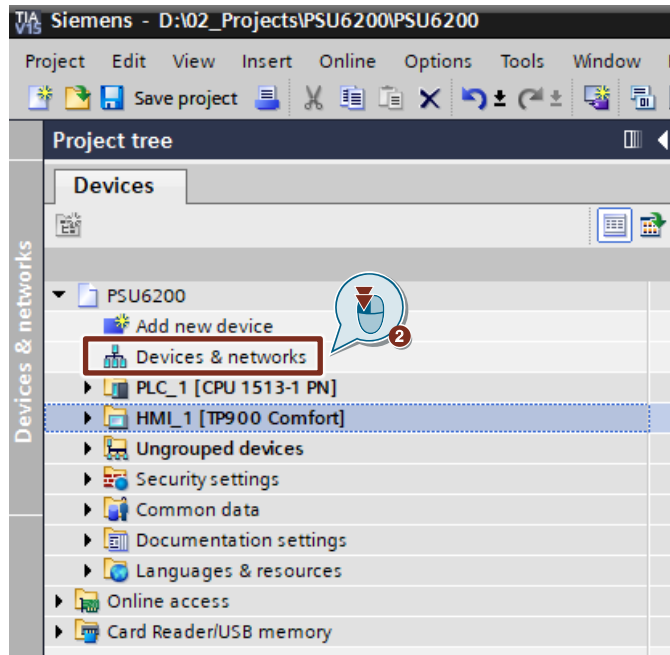 TIA V15 Siemens - D:\02_Projects\PSU6200\PSU6200
Project Edit View Insert Online Options Tools Window
Save project
Project tree
Devices
Devices & networks
PSU6200
Add new device
Devices & networks
2
PLC_1 [CPU 1513-1 PN]
HMI_1 [TP900 Comfort]
Ungrouped devices
Security settings
Common data
Documentation settings
Languages & resources
Online access
Card Reader/USB memory